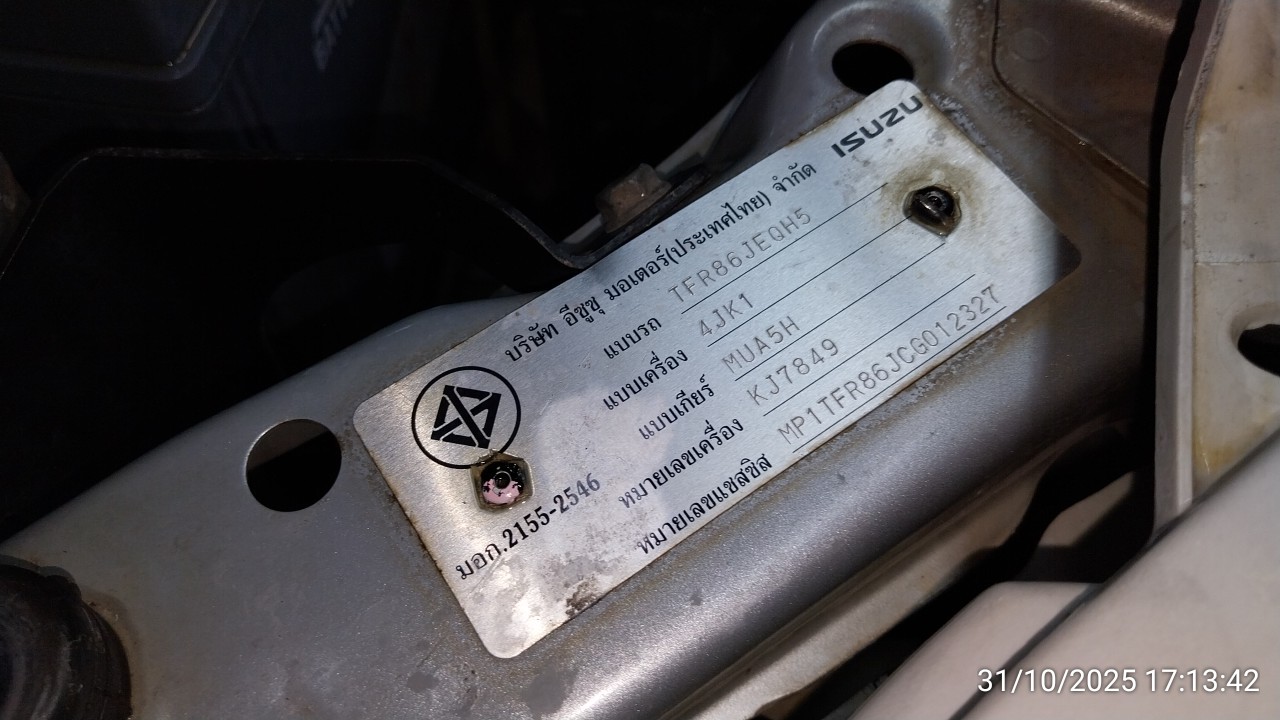 ISUZU
บริษัท อีซูซุ มอเตอร์(ประเทศไทย) จำกัด
แบบรถ TFR86JEQH5
แบบเครื่อง 4JK1
แบบเกียร์ MUA5H
หมายเลขเครื่อง KJ7849
หมายเลขแชสซิส MP1TFR86JCG012327
มอก.2155-2546
31/10/2025 17:13:42